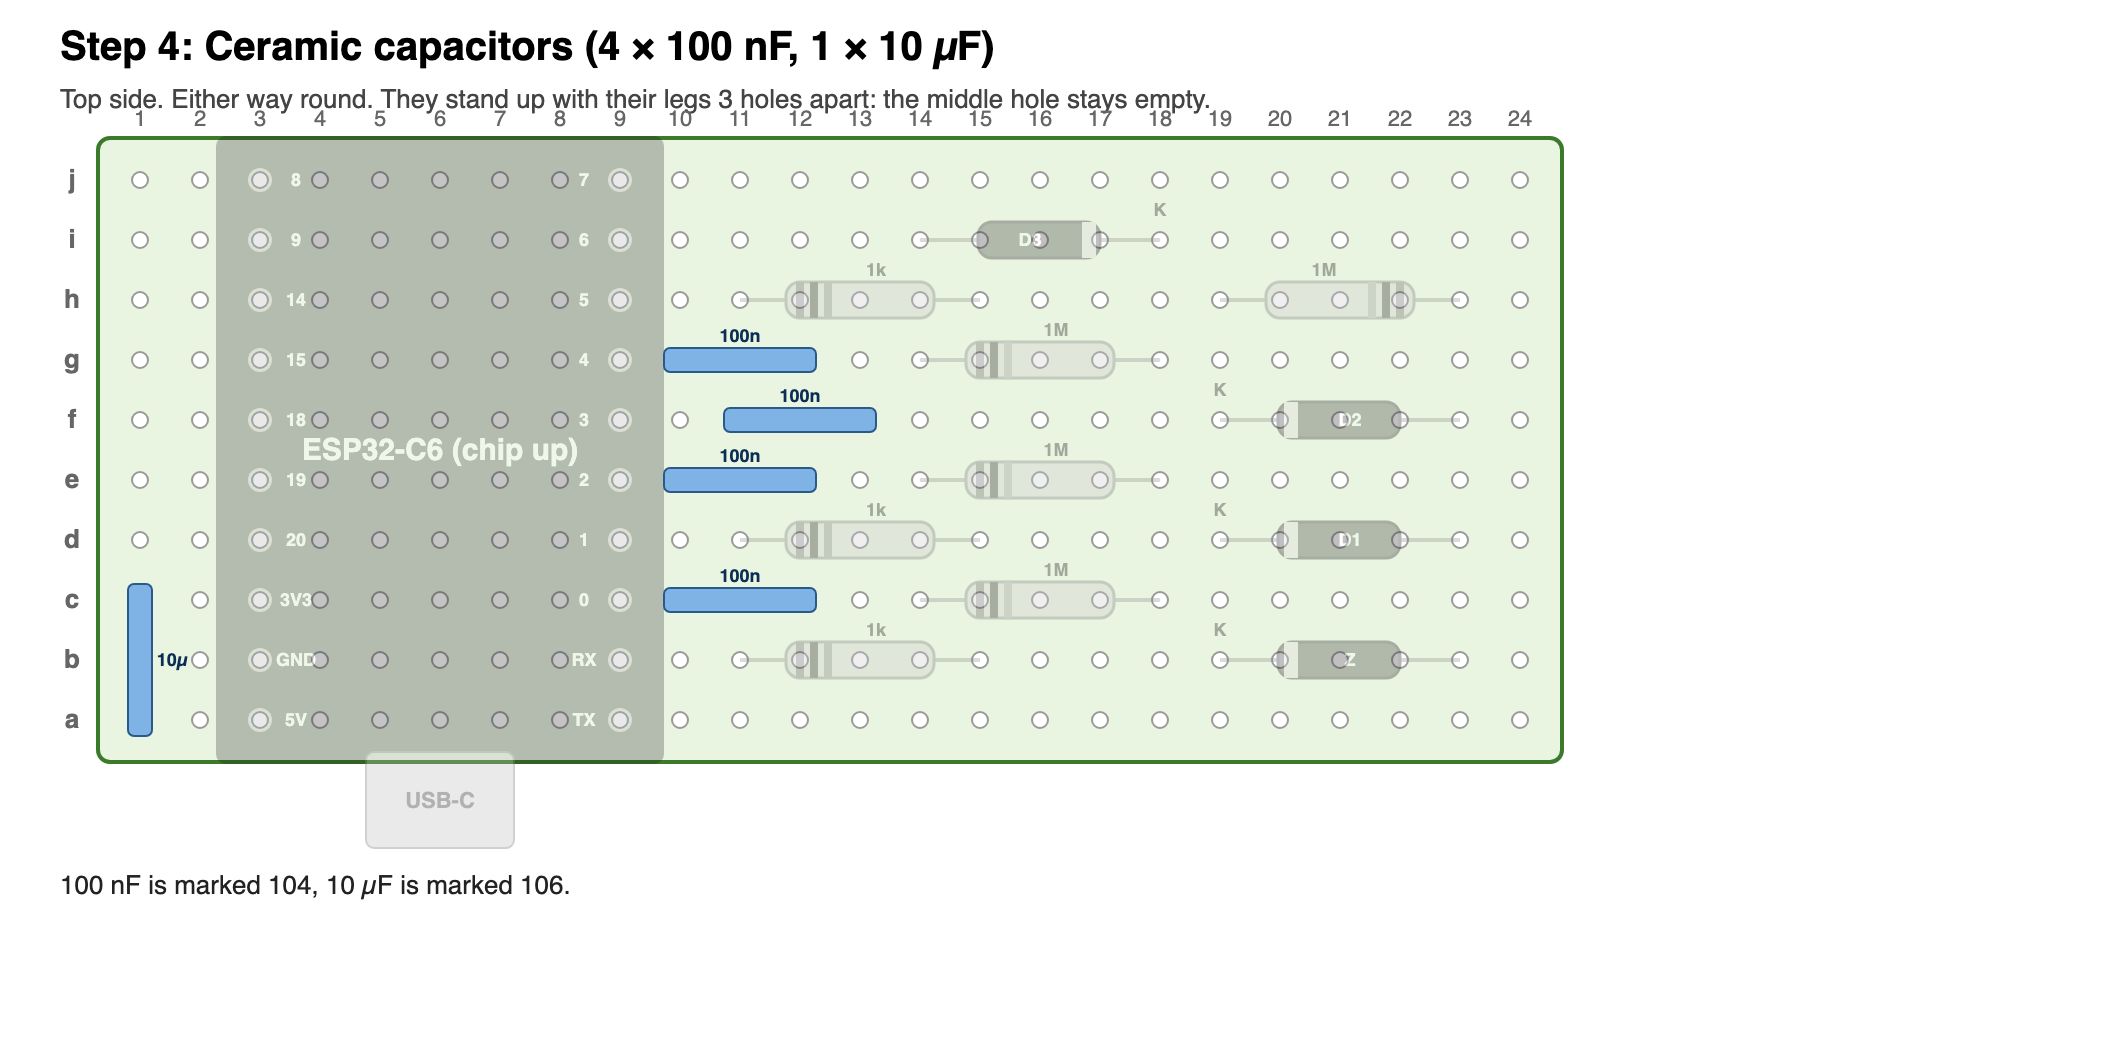 Step 4: Ceramic capacitors (4 × 100 nF, 1 × 10 µF)
Top side. Either way round. They stand up with their legs 3 holes apart: the middle hole stays empty.
1 2 3 4 5 6 7 8 9 10 11 12 13 14 15 16 17 18 19 20 21 22 23 24
j 8 7
K
i 9 6 D3
1k 1M
h 14 5
100n 1M
g 15 4
100n K
f 18 3 D2
ESP32-C6 (chip up)
100n 1M
e 19 2
1k K
d 20 1 D1
100n 1M
c 3V3 0
1k K
b 10µ GND RX Z
a 5V TX
USB-C
100 nF is marked 104, 10 µF is marked 106.